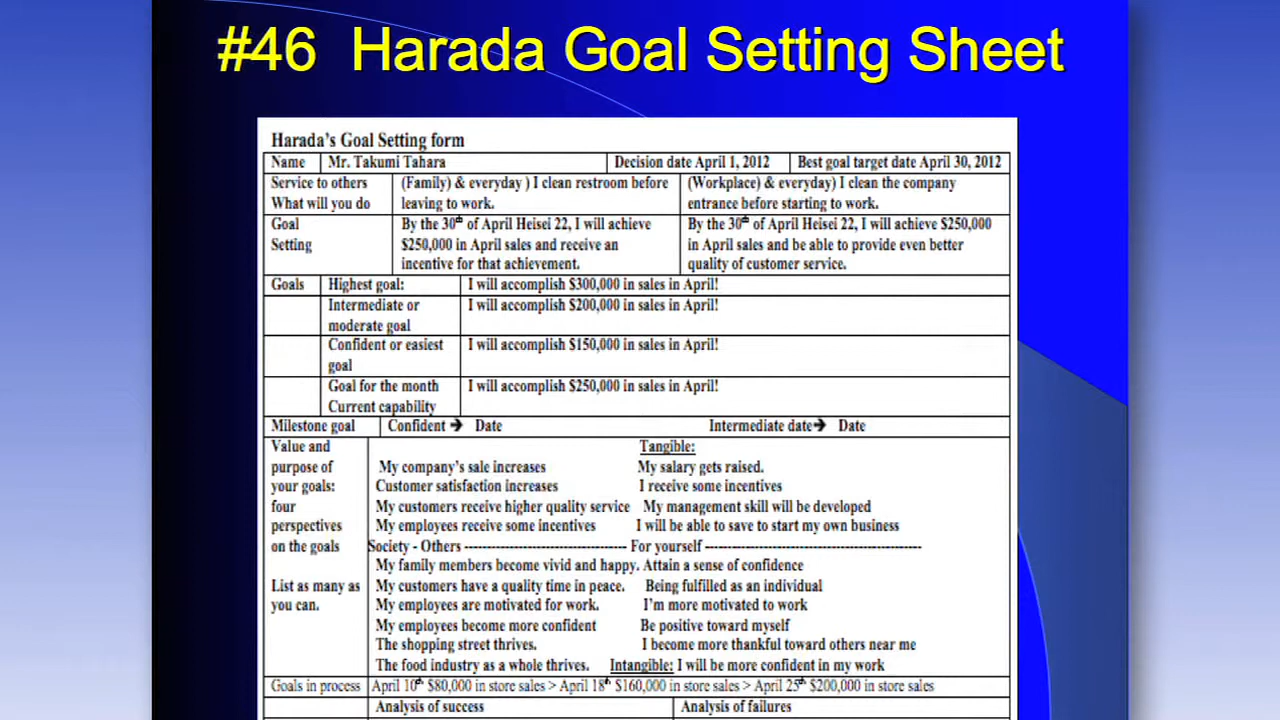 #46 Harada Goal Setting Sheet
Harada's Goal Setting form
Name Mr. Takumi Tahara Decision date April 1, 2012 Best goal target date April 30, 2012
Service to others (Family) & everyday ) I clean restroom before (Workplace) & everyday) I clean the company
What will you do leaving to work. entrance before starting to work.
Goal By the 30th of April Heisei 22, I will achieve By the 30th of April Heisei 22, I will achieve $250,000
Setting $250,000 in April sales and receive an in April sales and be able to provide even better
incentive for that achievement. quality of customer service.
Goals Highest goal: I will accomplish $300,000 in sales in April!
Intermediate or I will accomplish $200,000 in sales in April!
moderate goal
Confident or easiest I will accomplish $150,000 in sales in April!
goal
Goal for the month I will accomplish $250,000 in sales in April!
Current capability
Milestone goal Confident → Date Intermediate date→ Date
Value and Tangible:
purpose of My company's sale increases My salary gets raised.
your goals: Customer satisfaction increases I receive some incentives
four My customers receive higher quality service My management skill will be developed
perspectives My employees receive some incentives I will be able to save to start my own business
on the goals Society - Others ------------------------------------ For yourself ------------------------------------------------
My family members become vivid and happy. Attain a sense of confidence
List as many as My customers have a quality time in peace. Being fulfilled as an individual
you can. My employees are motivated for work. I'm more motivated to work
My employees become more confident Be positive toward myself
The shopping street thrives. I become more thankful toward others near me
The food industry as a whole thrives. Intangible: I will be more confident in my work
Goals in process April 10th $80,000 in store sales > April 18th $160,000 in store sales > April 25th $200,000 in store sales
Analysis of success Analysis of failures